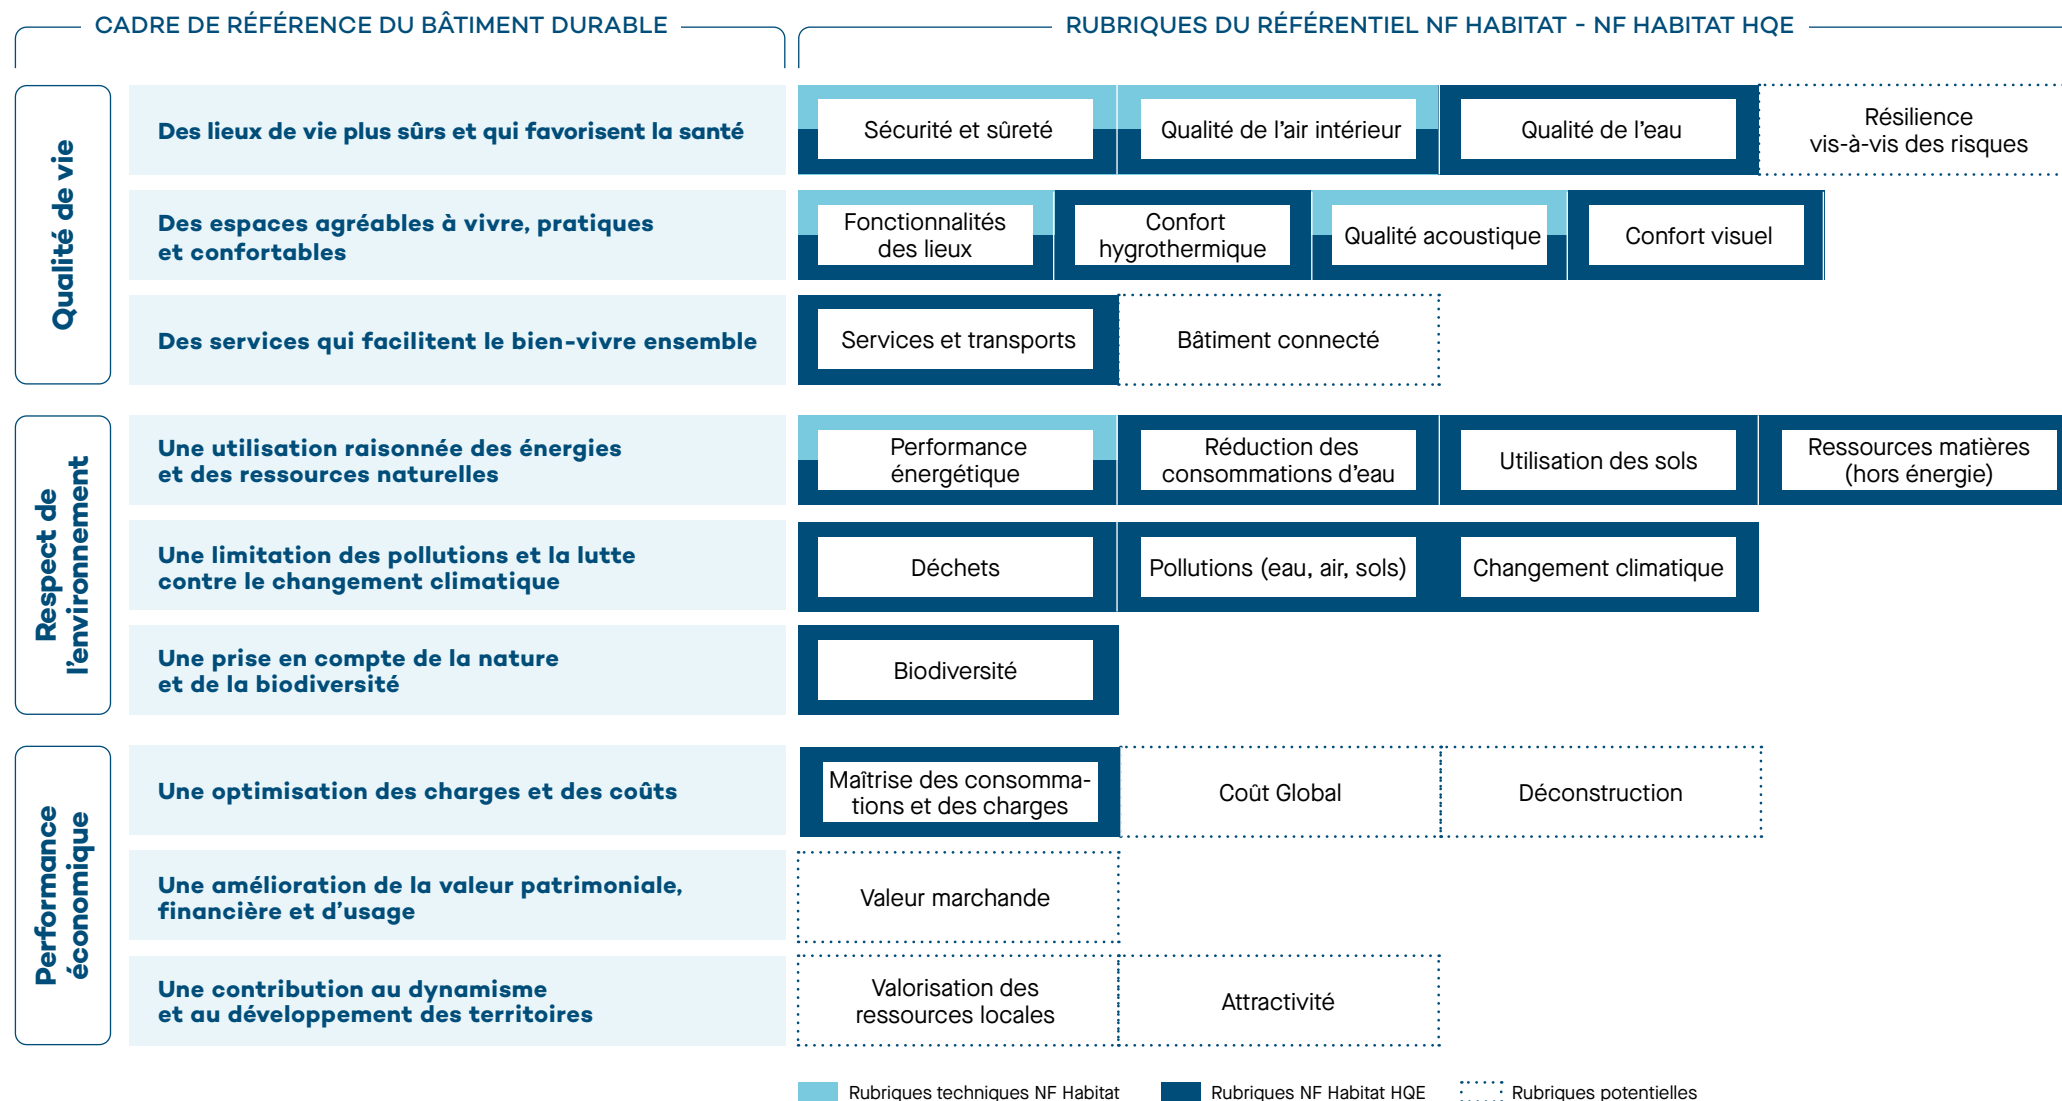 CADRE DE RÉFÉRENCE DU BÂTIMENT DURABLE
RUBRIQUES DU RÉFÉRENTIEL NF HABITAT - NF HABITAT HQE
Qualité de vie
Des lieux de vie plus sûrs et qui favorisent la santé
Sécurité et sûreté
Qualité de l'air intérieur
Qualité de l'eau
Résilience
vis-à-vis des risques
Des espaces agréables à vivre, pratiques
et confortables
Fonctionnalités
des lieux
Confort
hygrothermique
Qualité acoustique
Confort visuel
Des services qui facilitent le bien-vivre ensemble
Services et transports
Bâtiment connecté
Respect de
l'environnement
Une utilisation raisonnée des énergies
et des ressources naturelles
Performance
énergétique
Réduction des
consommations d'eau
Utilisation des sols
Ressources matières
(hors énergie)
Une limitation des pollutions et la lutte
contre le changement climatique
Déchets
Pollutions (eau, air, sols)
Changement climatique
Une prise en compte de la nature
et de la biodiversité
Biodiversité
Performance
économique
Une optimisation des charges et des coûts
Maîtrise des consomma-
tions et des charges
Coût Global
Déconstruction
Une amélioration de la valeur patrimoniale,
financière et d'usage
Valeur marchande
Une contribution au dynamisme
et au développement des territoires
Valorisation des
ressources locales
Attractivité
Rubriques techniques NF Habitat
Rubriques NF Habitat HQE
Rubriques potentielles